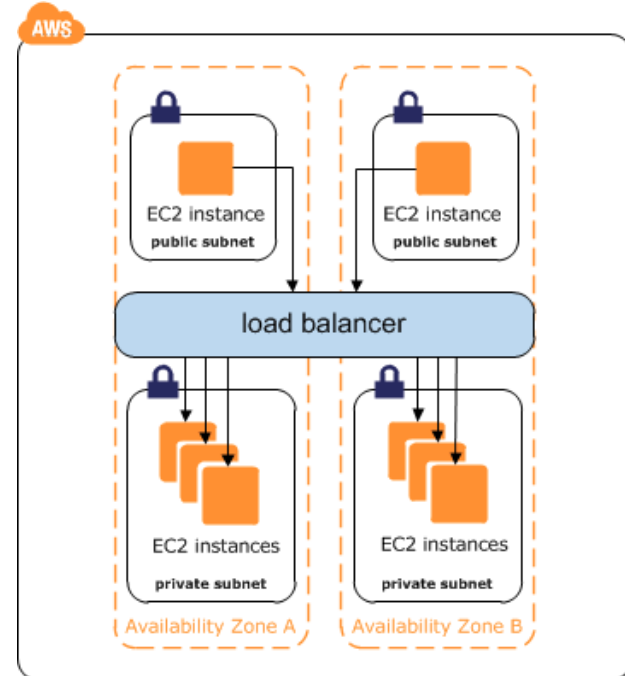 AWS
EC2 instance
public subnet
EC2 instance
public subnet
load balancer
EC2 instances
private subnet
EC2 instances
private subnet
Availability Zone A
Availability Zone B